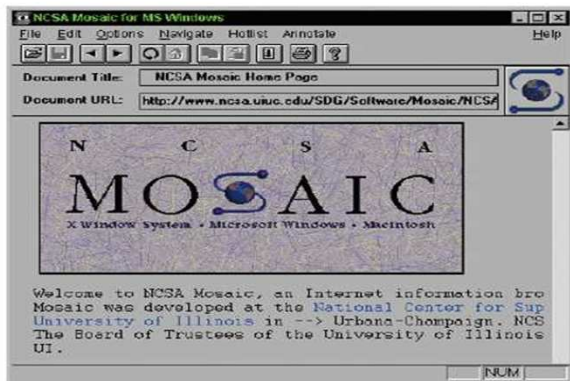 NCSA Mosaic for MS Windows
File Edit Options Navigate Hotlist Annotate Help
Document Title: NCSA Mosaic Home Page
Document URL: http://www.ncsa.uiuc.edu/SDG/Software/Mosaic/NCSA
N C S A
MOSAIC
X Window System • Microsoft Windows • Macintosh
Welcome to NCSA Mosaic, an Internet information bro
Mosaic was developed at the National Center for Sup
University of Illinois in --> Urbana-Champaign. NCS
The Board of Trustees of the University of Illinois
UI.
NUM